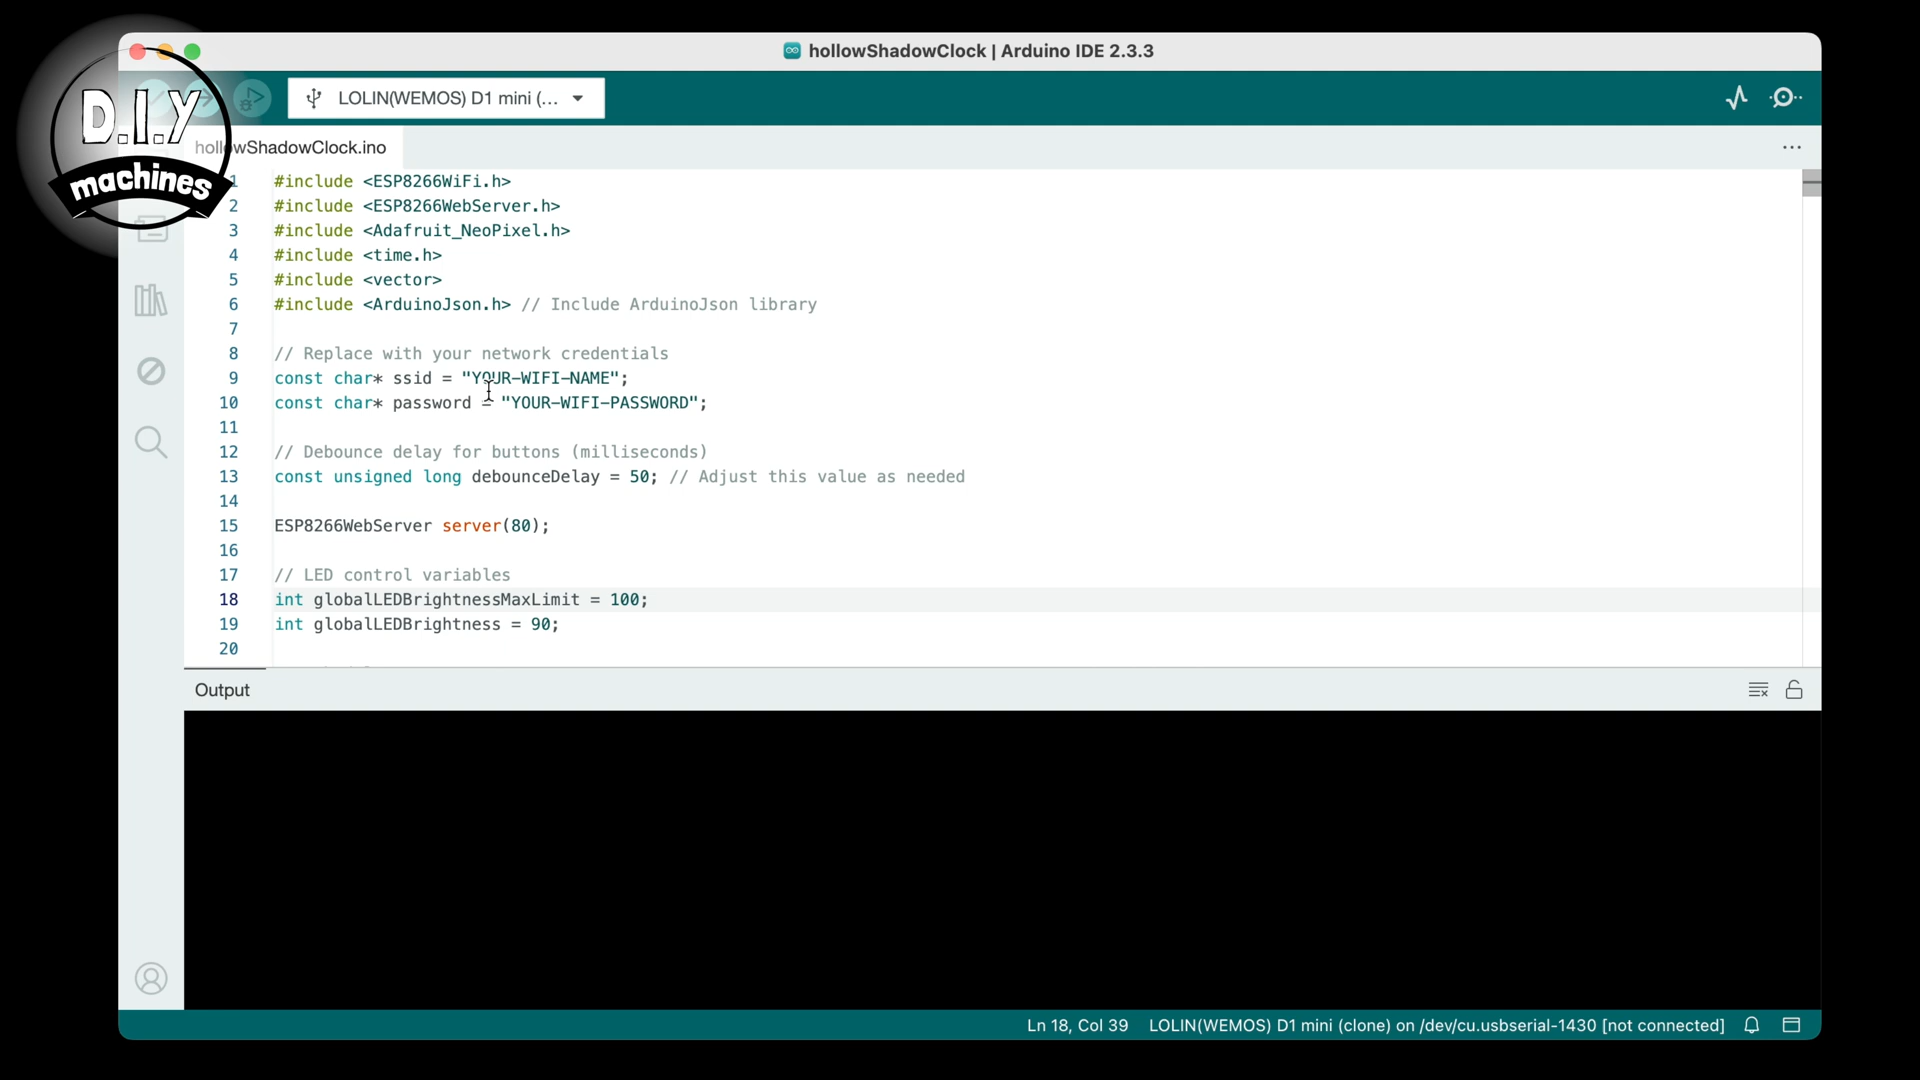 D.I.Y
machines
hollowShadowClock | Arduino IDE 2.3.3
LOLIN(WEMOS) D1 mini (...
hollowShadowClock.ino
1 #include <ESP8266WiFi.h>
2 #include <ESP8266WebServer.h>
3 #include <Adafruit_NeoPixel.h>
4 #include <time.h>
5 #include <vector>
6 #include <ArduinoJson.h> // Include ArduinoJson library
7
8 // Replace with your network credentials
9 const char* ssid = "YOUR-WIFI-NAME";
10 const char* password = "YOUR-WIFI-PASSWORD";
11
12 // Debounce delay for buttons (milliseconds)
13 const unsigned long debounceDelay = 50; // Adjust this value as needed
14
15 ESP8266WebServer server(80);
16
17 // LED control variables
18 int globalLEDBrightnessMaxLimit = 100;
19 int globalLEDBrightness = 90;
20
Output
Ln 18, Col 39 LOLIN(WEMOS) D1 mini (clone) on /dev/cu.usbserial-1430 [not connected]